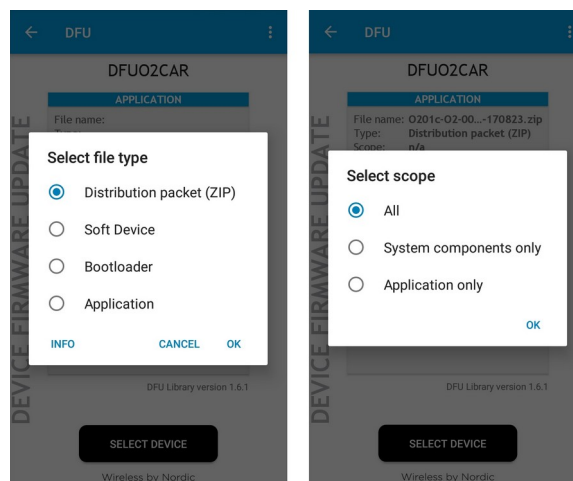 DFU
DFUO2CAR
APPLICATION
File name:
DEVICE FIRMWARE UPDATE
Select file type
Distribution packet (ZIP)
Soft Device
Bootloader
Application
INFO CANCEL OK
DFU Library version 1.6.1
SELECT DEVICE
Wireless by Nordic
DFU
DFUO2CAR
APPLICATION
File name: O201c-O2-00...-170823.zip
Type: Distribution packet (ZIP)
Scope: n/a
DEVICE FIRMWARE UPDATE
Select scope
All
System components only
Application only
OK
DFU Library version 1.6.1
SELECT DEVICE
Wireless by Nordic